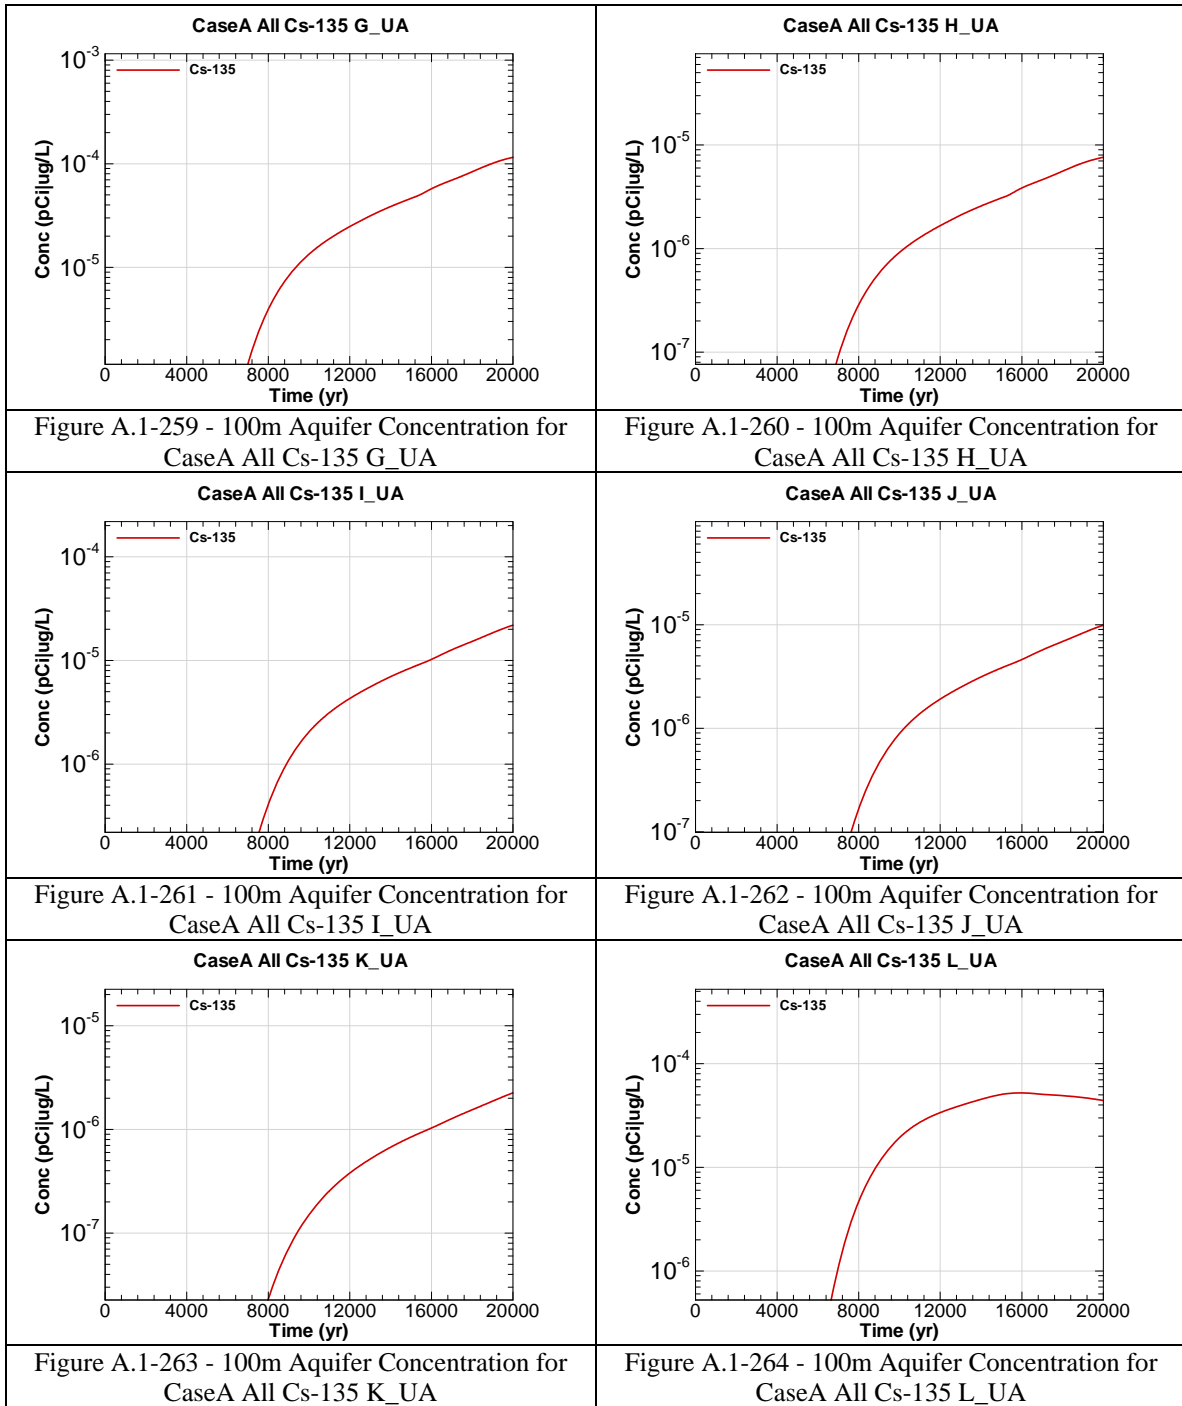 CaseA All Cs-135 G_UA
Cs-135
10-3
10-4
10-5
Conc (pCi|ug/L)
0 4000 8000 12000 16000 20000
Time (yr)
Figure A.1-259 - 100m Aquifer Concentration for
CaseA All Cs-135 G_UA
CaseA All Cs-135 H_UA
Cs-135
10-5
10-6
10-7
Conc (pCi|ug/L)
0 4000 8000 12000 16000 20000
Time (yr)
Figure A.1-260 - 100m Aquifer Concentration for
CaseA All Cs-135 H_UA
CaseA All Cs-135 I_UA
Cs-135
10-4
10-5
10-6
Conc (pCi|ug/L)
0 4000 8000 12000 16000 20000
Time (yr)
Figure A.1-261 - 100m Aquifer Concentration for
CaseA All Cs-135 I_UA
CaseA All Cs-135 J_UA
Cs-135
10-5
10-6
10-7
Conc (pCi|ug/L)
0 4000 8000 12000 16000 20000
Time (yr)
Figure A.1-262 - 100m Aquifer Concentration for
CaseA All Cs-135 J_UA
CaseA All Cs-135 K_UA
Cs-135
10-5
10-6
10-7
Conc (pCi|ug/L)
0 4000 8000 12000 16000 20000
Time (yr)
Figure A.1-263 - 100m Aquifer Concentration for
CaseA All Cs-135 K_UA
CaseA All Cs-135 L_UA
Cs-135
10-4
10-5
10-6
Conc (pCi|ug/L)
0 4000 8000 12000 16000 20000
Time (yr)
Figure A.1-264 - 100m Aquifer Concentration for
CaseA All Cs-135 L_UA